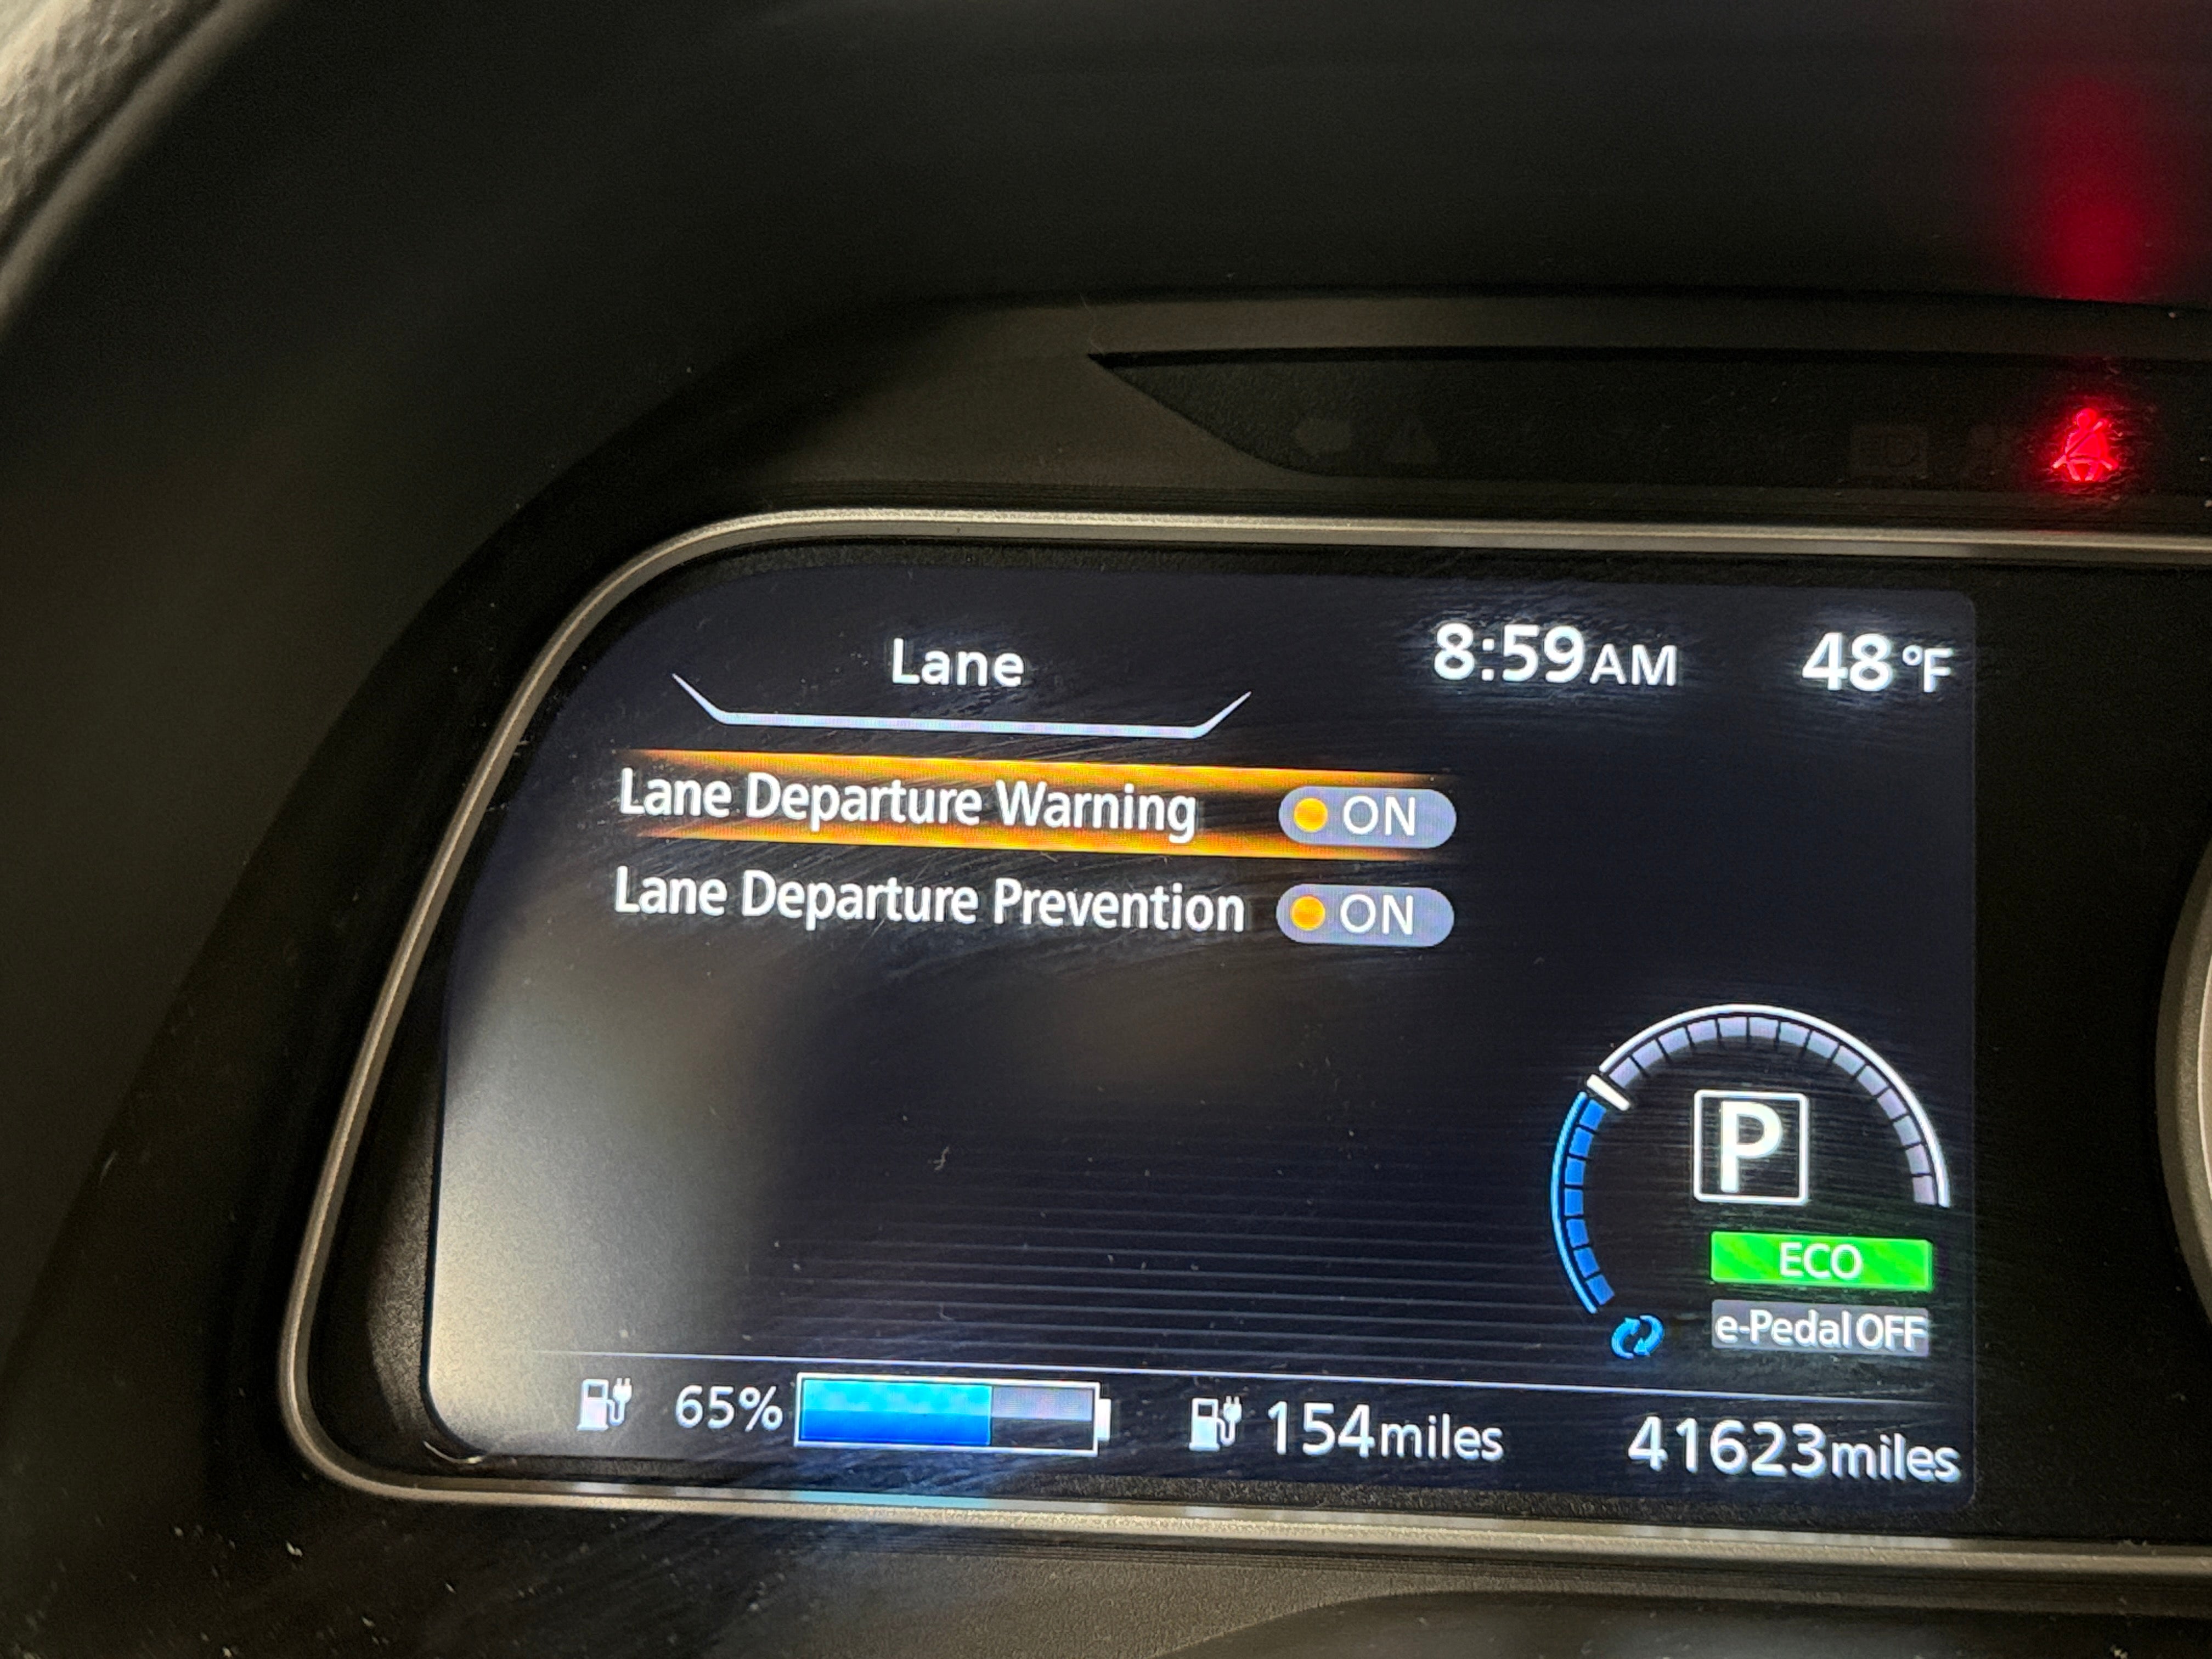 Lane
8:59AM 48°F
Lane Departure Warning ON
Lane Departure Prevention ON
P
ECO
e-Pedal OFF
65% 154miles 41623miles